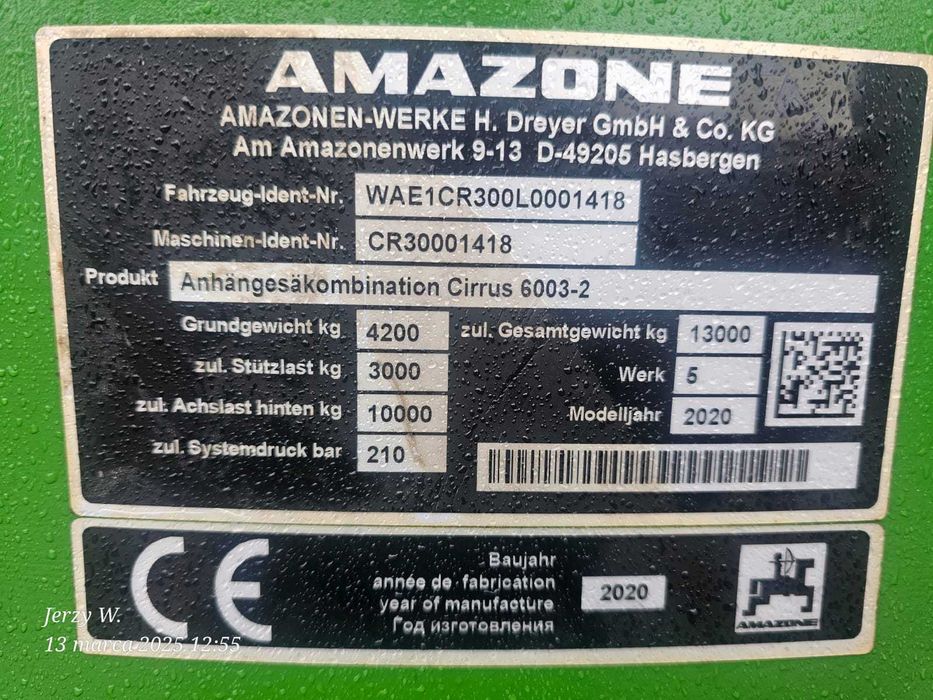 AMAZONE
AMAZONEN-WERKE H. Dreyer GmbH & Co. KG
Am Amazonenwerk 9-13 D-49205 Hasbergen
Fahrzeug-Ident-Nr. WAE1CR300L0001418
Maschinen-Ident-Nr. CR30001418
Produkt Anhängesäkombination Cirrus 6003-2
Grundgewicht kg 4200 zul. Gesamtgewicht kg 13000
zul. Stützlast kg 3000 Werk 5
zul. Achslast hinten kg 10000 Modelljahr 2020
zul. Systemdruck bar 210
CE
Baujahr
année de fabrication
year of manufacture 2020
Год изготовления
AMAZONE
Jerzy W.
13 marca 2025 12:55